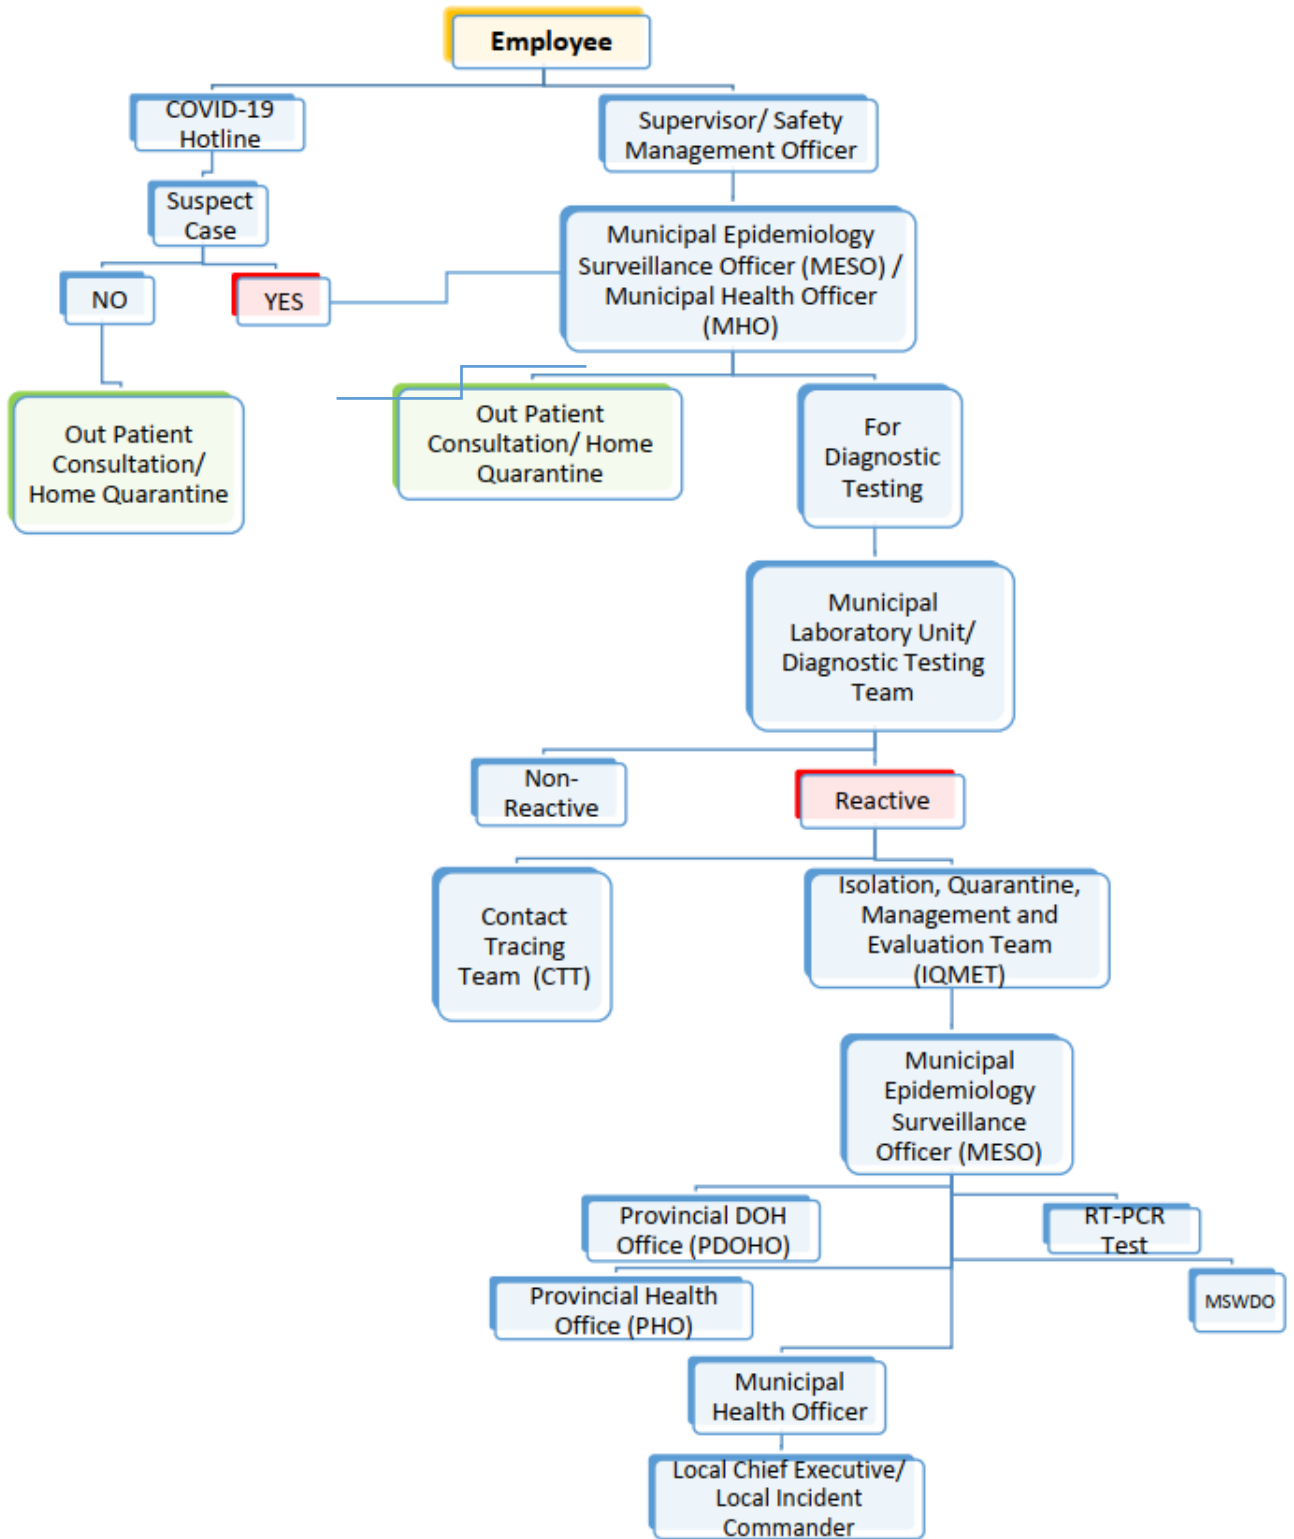 Employee
COVID-19
Hotline
Supervisor/ Safety
Management Officer
Suspect
Case
Municipal Epidemiology
Surveillance Officer (MESO) /
Municipal Health Officer
(MHO)
NO
YES
Out Patient
Consultation/
Home Quarantine
Out Patient
Consultation/ Home
Quarantine
For
Diagnostic
Testing
Municipal
Laboratory Unit/
Diagnostic Testing
Team
Non-
Reactive
Reactive
Contact
Tracing
Team (CTT)
Isolation, Quarantine,
Management and
Evaluation Team
(IQMET)
Municipal
Epidemiology
Surveillance
Officer (MESO)
Provincial DOH
Office (PDOHO)
RT-PCR
Test
Provincial Health
Office (PHO)
MSWDO
Municipal
Health Officer
Local Chief Executive/
Local Incident
Commander